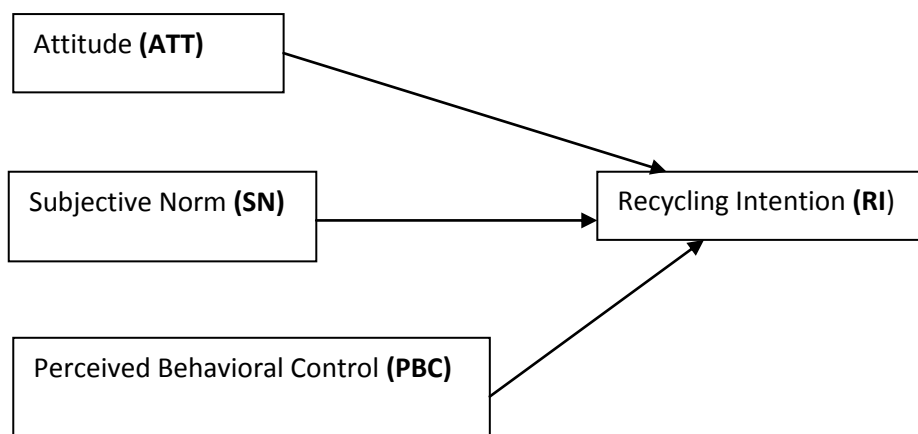 Attitude (ATT)
Subjective Norm (SN)
Recycling Intention (RI)
Perceived Behavioral Control (PBC)